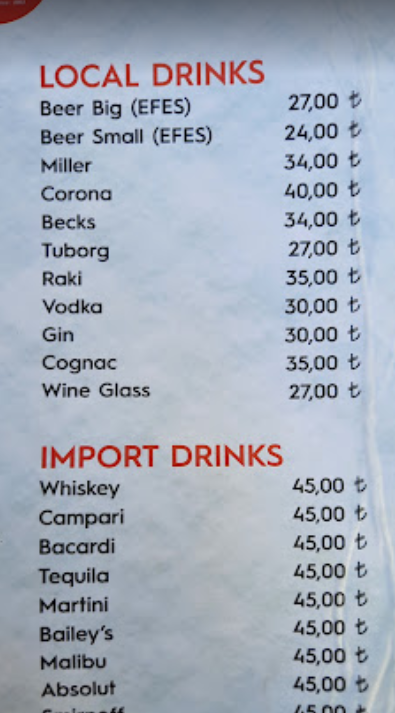 LOCAL DRINKS
Beer Big (EFES) 27,00 ₺
Beer Small (EFES) 24,00 ₺
Miller 34,00 ₺
Corona 40,00 ₺
Becks 34,00 ₺
Tuborg 27,00 ₺
Raki 35,00 ₺
Vodka 30,00 ₺
Gin 30,00 ₺
Cognac 35,00 ₺
Wine Glass 27,00 ₺
IMPORT DRINKS
Whiskey 45,00 ₺
Campari 45,00 ₺
Bacardi 45,00 ₺
Tequila 45,00 ₺
Martini 45,00 ₺
Bailey's 45,00 ₺
Malibu 45,00 ₺
Absolut 45,00 ₺